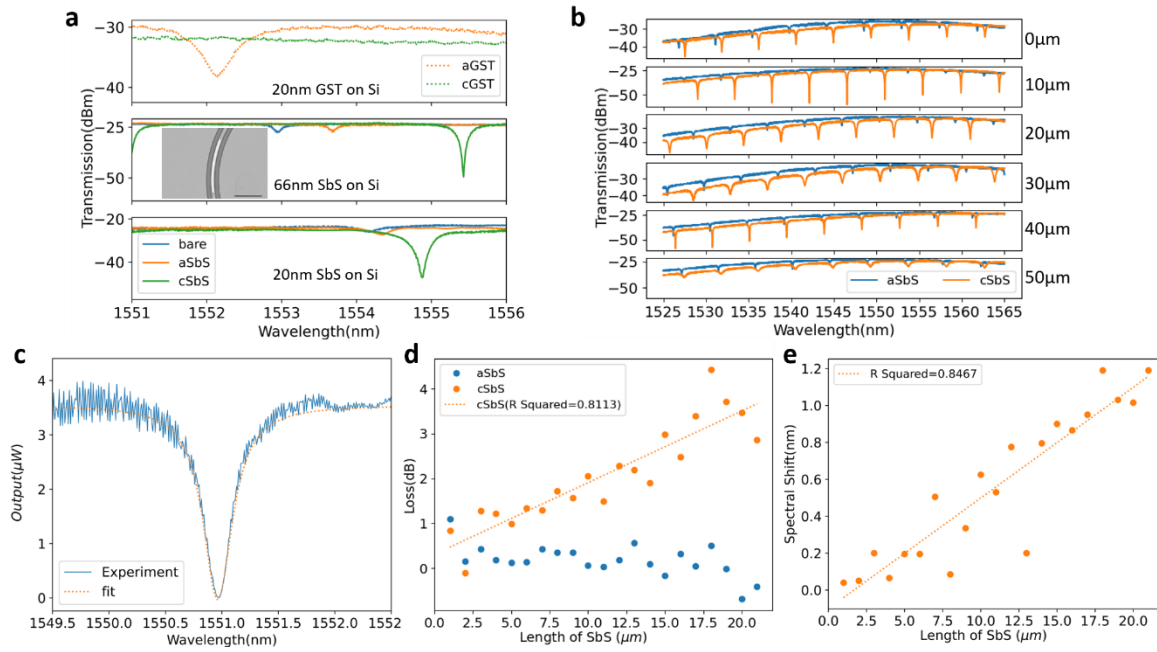 a
Transmission(dBm)
−30
−40
aGST
cGST
20nm GST on Si
−25
−50
66nm SbS on Si
−20
−40
bare
aSbS
cSbS
20nm SbS on Si
1551 1552 1553 1554 1555 1556
Wavelength(nm)
b
Transmission(dBm)
−30
−40
0μm
−25
−50
10μm
−30
−40
20μm
−30
−40
30μm
−25
−50
40μm
−25
−50
50μm
aSbS cSbS
1525 1530 1535 1540 1545 1550 1555 1560 1565
Wavelength(nm)
c
Output(μW)
4
3
2
1
0
Experiment
fit
1549.5 1550.0 1550.5 1551.0 1551.5 1552.0 1552
Wavelength(nm)
d
Loss(dB)
4
3
2
1
0
aSbS
cSbS
cSbS(R Squared=0.8113)
2.5 5.0 7.5 10.0 12.5 15.0 17.5 20.0
Length of SbS (μm)
e
Spectral Shift(nm)
1.2
1.0
0.8
0.6
0.4
0.2
0.0
R Squared=0.8467
2.5 5.0 7.5 10.0 12.5 15.0 17.5 20.0
Length of SbS (μm)